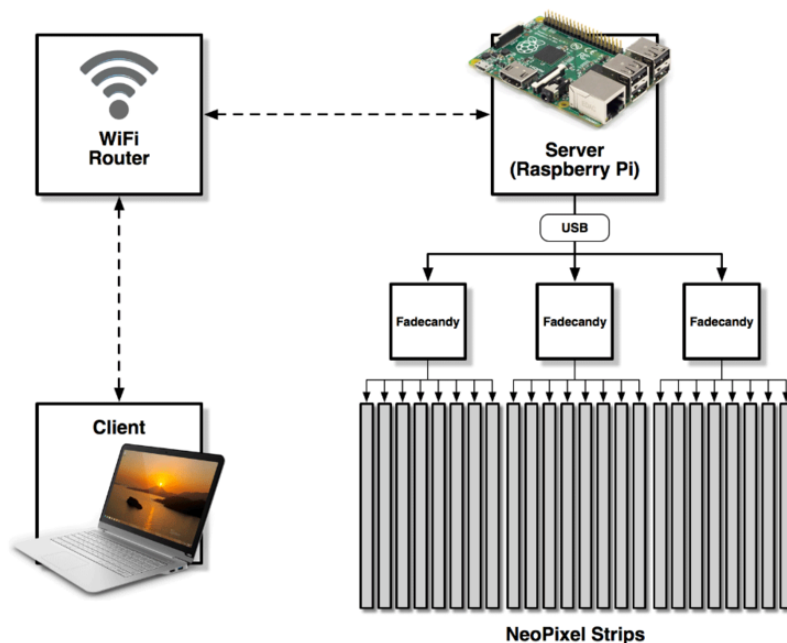 WiFi
Router
Server
(Raspberry Pi)
USB
Fadecandy
Fadecandy
Fadecandy
Client
NeoPixel Strips